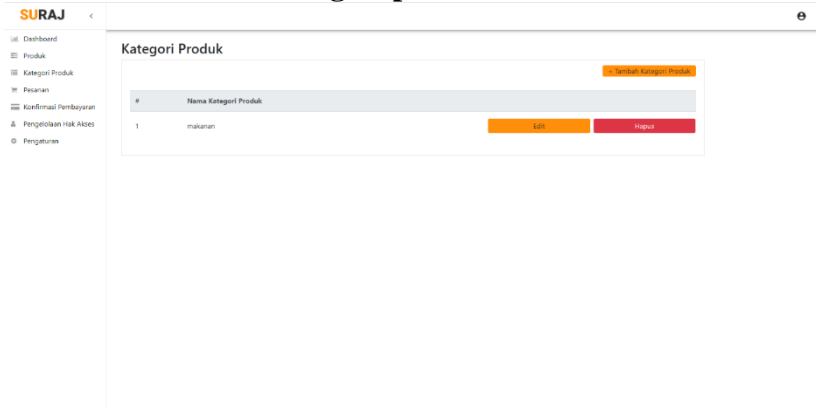 SURAJ <
Dashboard
Produk
Kategori Produk
Pesanan
Konfirmasi Pembayaran
Pengelolaan Hak Akses
Pengaturan
Kategori Produk
+ Tambah Kategori Produk
# Nama Kategori Produk
1 makanan Edit Hapus